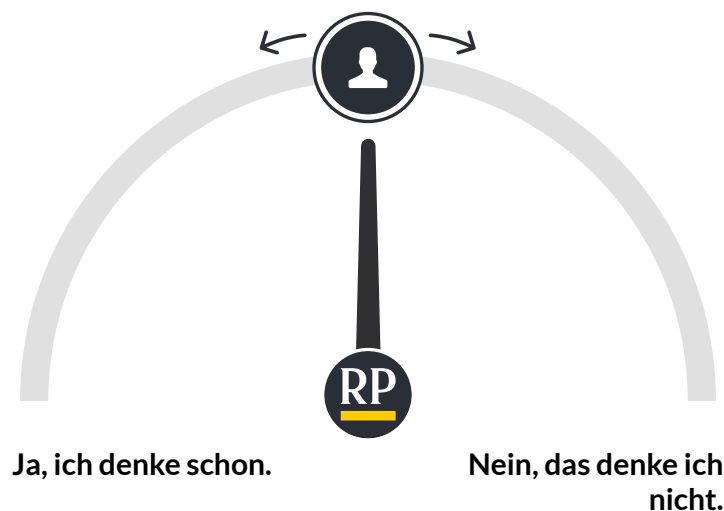 RP
Ja, ich denke schon.
Nein, das denke ich
nicht.